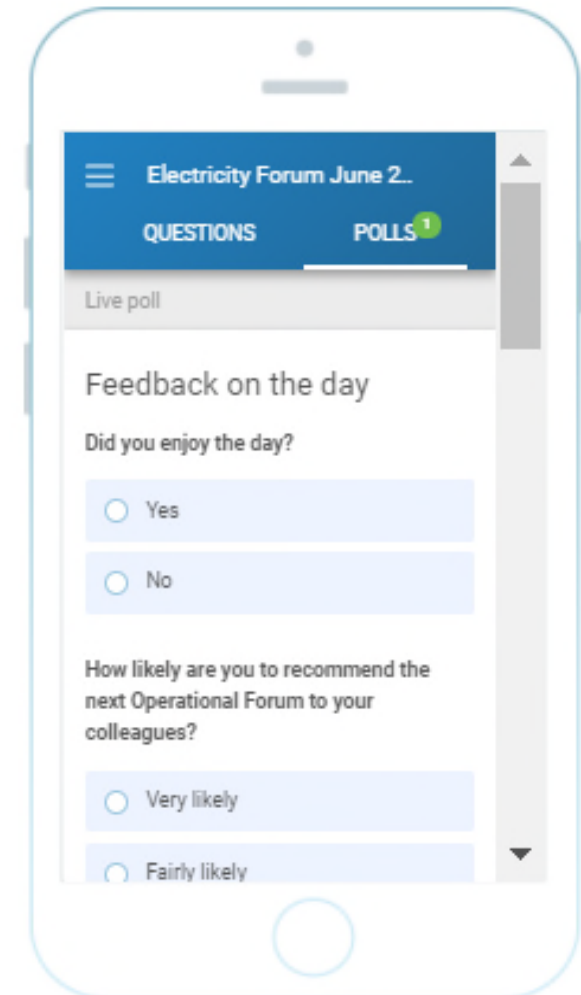 Electricity Forum June 2..
QUESTIONS POLLS 1
Live poll
Feedback on the day
Did you enjoy the day?
Yes
No
How likely are you to recommend the
next Operational Forum to your
colleagues?
Very likely
Fairly likely